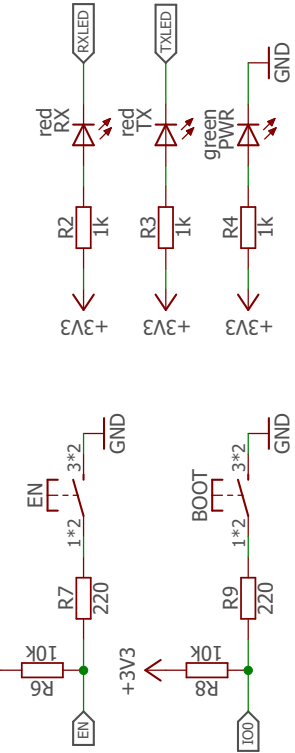 RXLED
TXLED
GND
red
RX
red
TX
green
PWR
R2
1k
R3
1k
R4
1k
+3V3
+3V3
+3V3
EN
1*2
3*2
GND
BOOT
1*2
3*2
GND
R7
220
R9
220
R6
10k
+3V3
R8
10k
EN
IO0